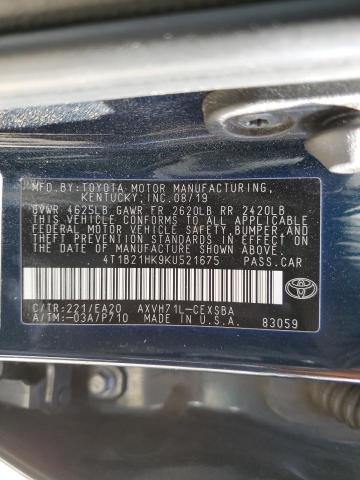 MFD.BY:TOYOTA MOTOR MANUFACTURING,
KENTUCKY,INC.08/19
GVWR 4625LB GAWR FR 2620LB RR 2420LB
THIS VEHICLE CONFORMS TO ALL APPLICABLE
FEDERAL MOTOR VEHICLE SAFETY,BUMPER,AND
THEFT PREVENTION STANDARDS IN EFFECT ON
THE DATE OF MANUFACTURE SHOWN ABOVE.
4T1B21HK9KU521675 PASS.CAR
C/TR:221/EA20 AXVH71L-CEXSBA
A/TM:-03A/P710
83059